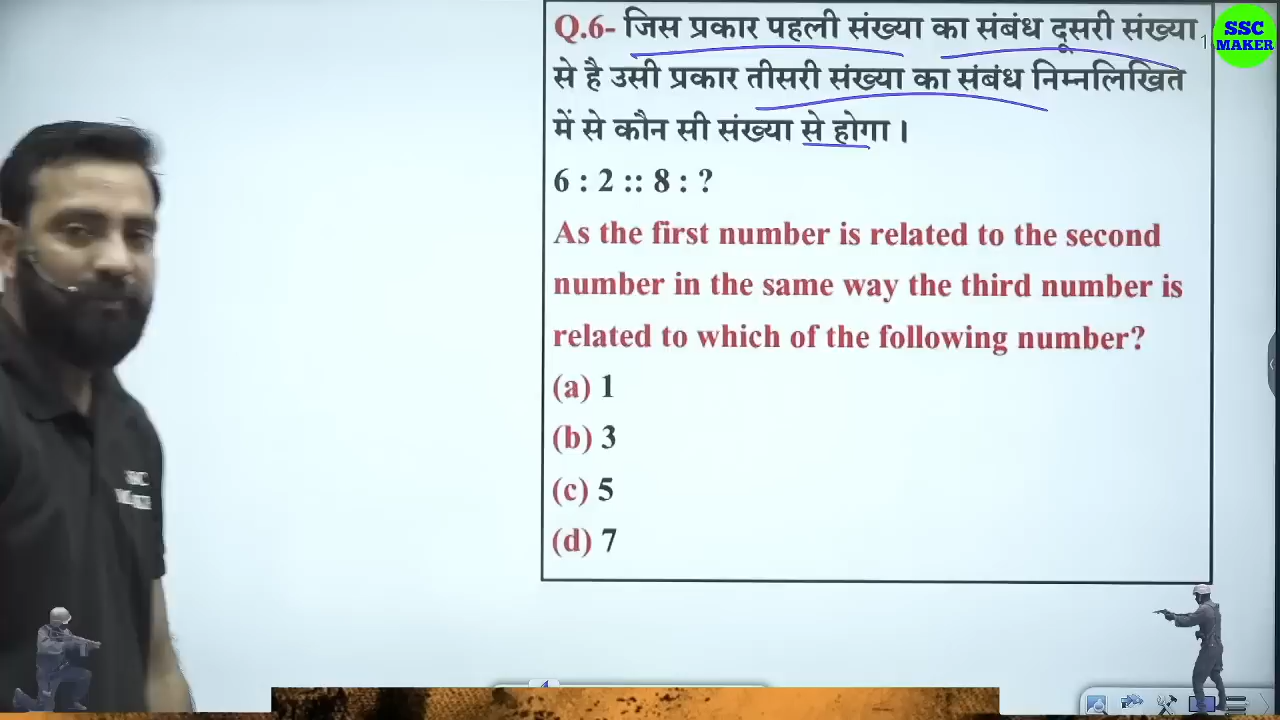 Q.6- जिस प्रकार पहली संख्या का संबंध दूसरी संख्या
से है उसी प्रकार तीसरी संख्या का संबंध निम्नलिखित
में से कौन सी संख्या से होगा ।
6 : 2 :: 8 : ?
As the first number is related to the second
number in the same way the third number is
related to which of the following number?
(a) 1
(b) 3
(c) 5
(d) 7
SSC
MAKER